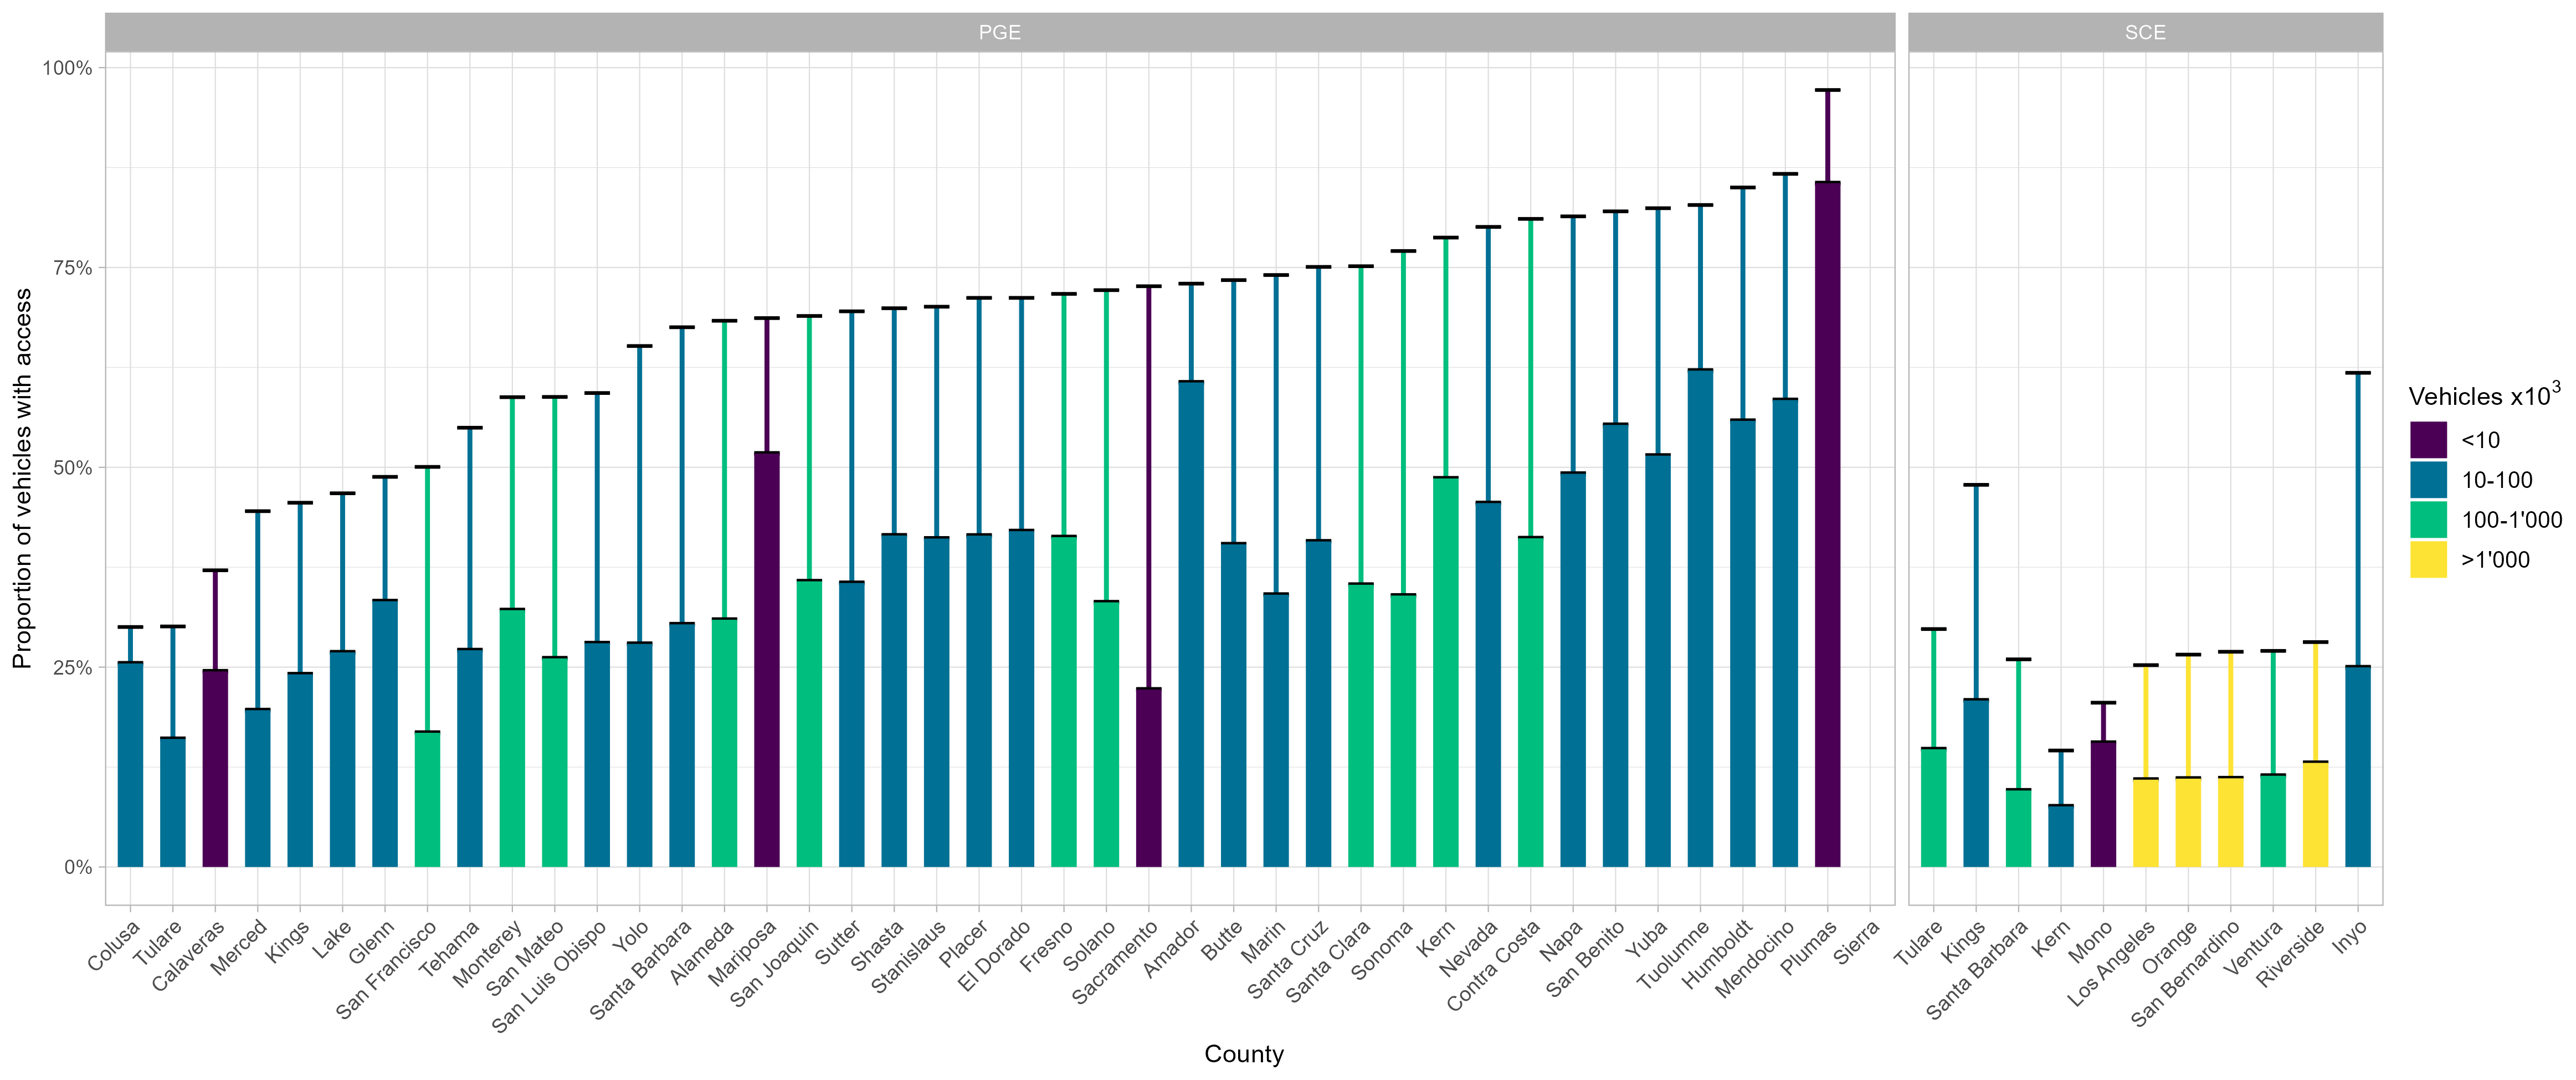 PGE
SCE
100%
75%
50%
25%
0%
Proportion of vehicles with access
Colusa
Tulare
Calaveras
Merced
Kings
Lake
Glenn
San Francisco
Tehama
Monterey
San Mateo
San Luis Obispo
Yolo
Santa Barbara
Alameda
Mariposa
San Joaquin
Sutter
Shasta
Stanislaus
Placer
El Dorado
Fresno
Solano
Sacramento
Amador
Butte
Marin
Santa Cruz
Santa Clara
Sonoma
Kern
Nevada
Contra Costa
Napa
San Benito
Yuba
Tuolumne
Humboldt
Mendocino
Plumas
Sierra
Tulare
Kings
Santa Barbara
Kern
Mono
Los Angeles
Orange
San Bernardino
Ventura
Riverside
Inyo
County
Vehicles x10³
<10
10-100
100-1'000
>1'000